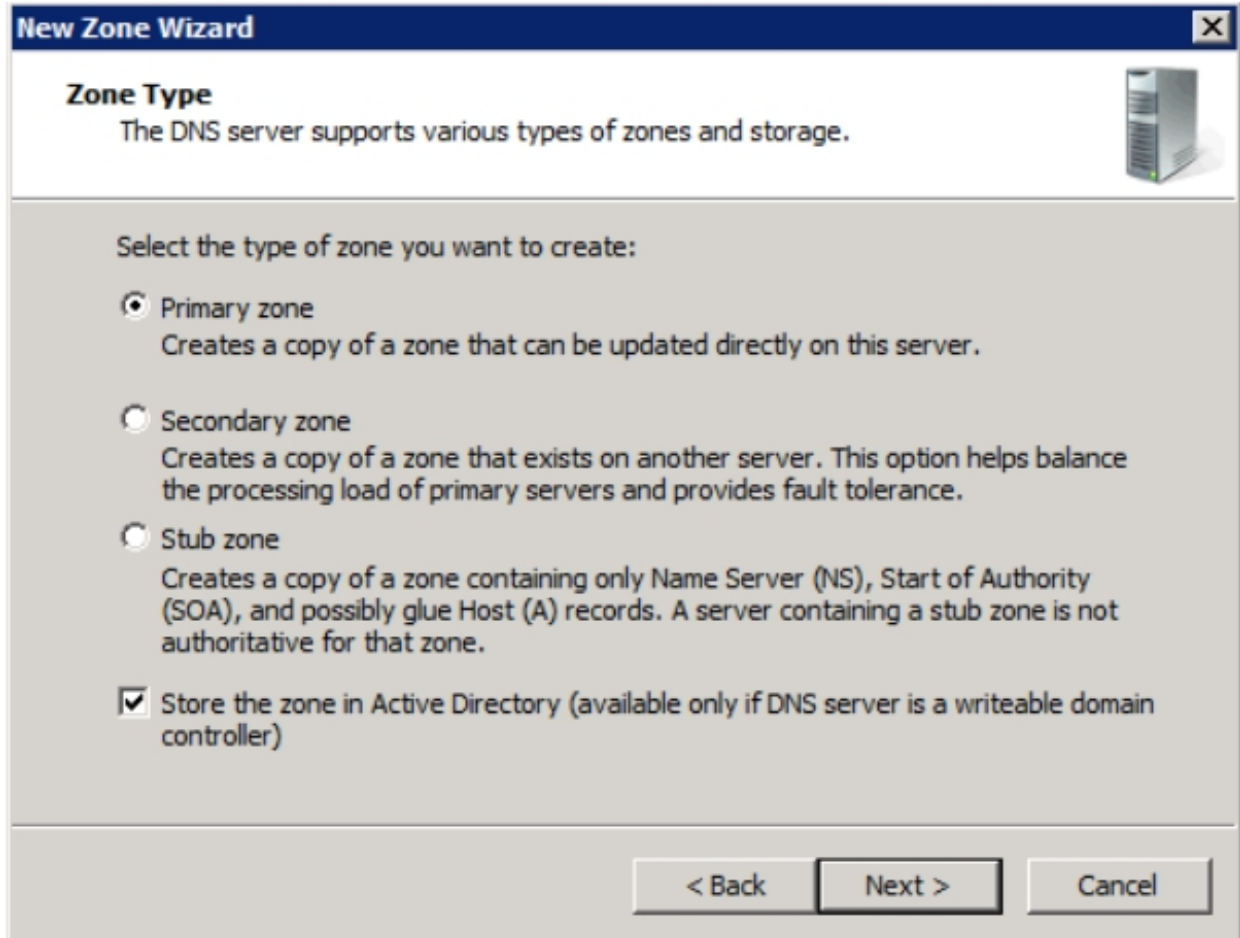 New Zone Wizard
Zone Type
The DNS server supports various types of zones and storage.
Select the type of zone you want to create:
Primary zone
Creates a copy of a zone that can be updated directly on this server.
Secondary zone
Creates a copy of a zone that exists on another server. This option helps balance
the processing load of primary servers and provides fault tolerance.
Stub zone
Creates a copy of a zone containing only Name Server (NS), Start of Authority
(SOA), and possibly glue Host (A) records. A server containing a stub zone is not
authoritative for that zone.
Store the zone in Active Directory (available only if DNS server is a writeable domain
controller)
< Back Next > Cancel